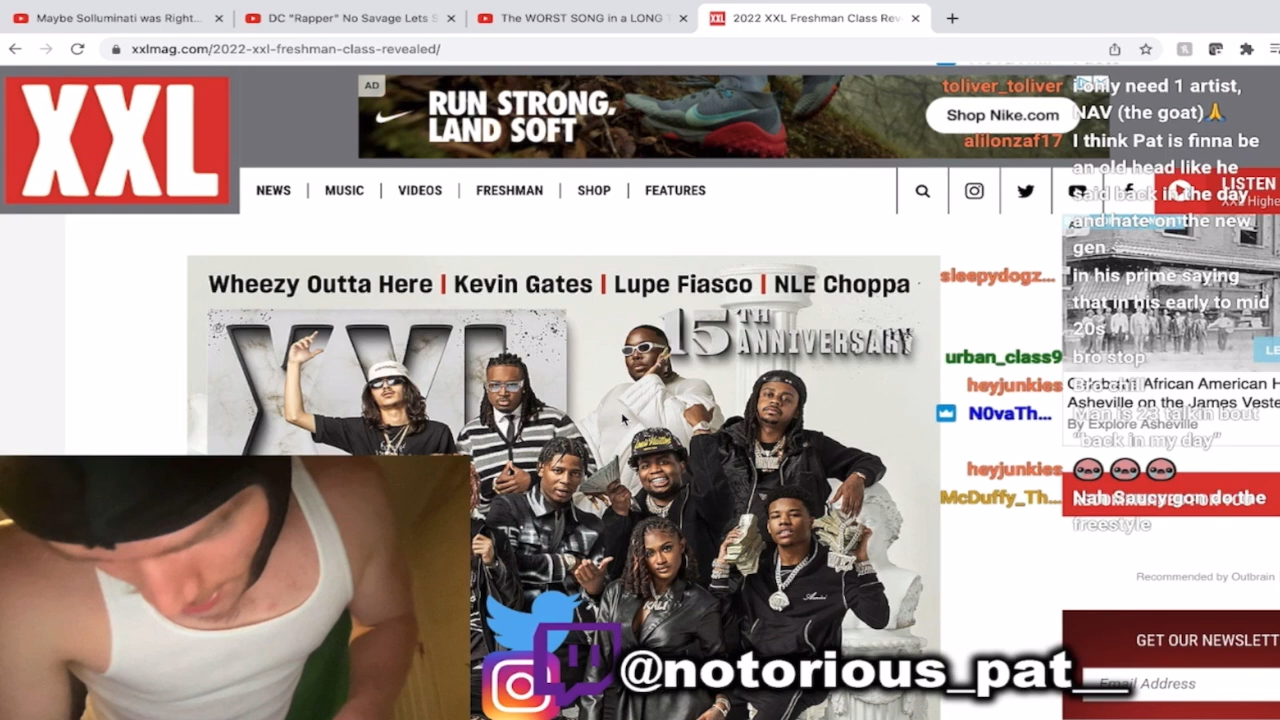 Maybe Solluminati was Right...
DC "Rapper" No Savage Lets S
The WORST SONG in a LONG T
XXL
2022 XXL Freshman Class Rev
xxlmag.com/2022-xxl-freshman-class-revealed/
XXL
AD
RUN STRONG,
LAND SOFT
Shop Nike.com
NEWS | MUSIC | VIDEOS | FRESHMAN | SHOP | FEATURES
LISTEN
Wheezy Outta Here | Kevin Gates | Lupe Fiasco | NLE Choppa
XXL
15TH
ANNIVERSARY
toliver_toliver
i only need 1 artist,
NAV (the goat)
alilonzaf17
I think Pat is finna be
an old head like he
said back in the day
and hate on the new
gen.
sleepydogz...
in his prime saying
that in his early to mid
20s
urban_class9
bro stop
heyjunkies
N0vaTh...
Man is 23 talkin bout
"back in my day"
heyjunkies
McDuffy_Th...
Nah Saucygon do the
freestyle
African American H
Asheville on the James Veste
By Explore Asheville
LE
Recommended by Outbrain
GET OUR NEWSLETT
Email Address
@notorious_pat__